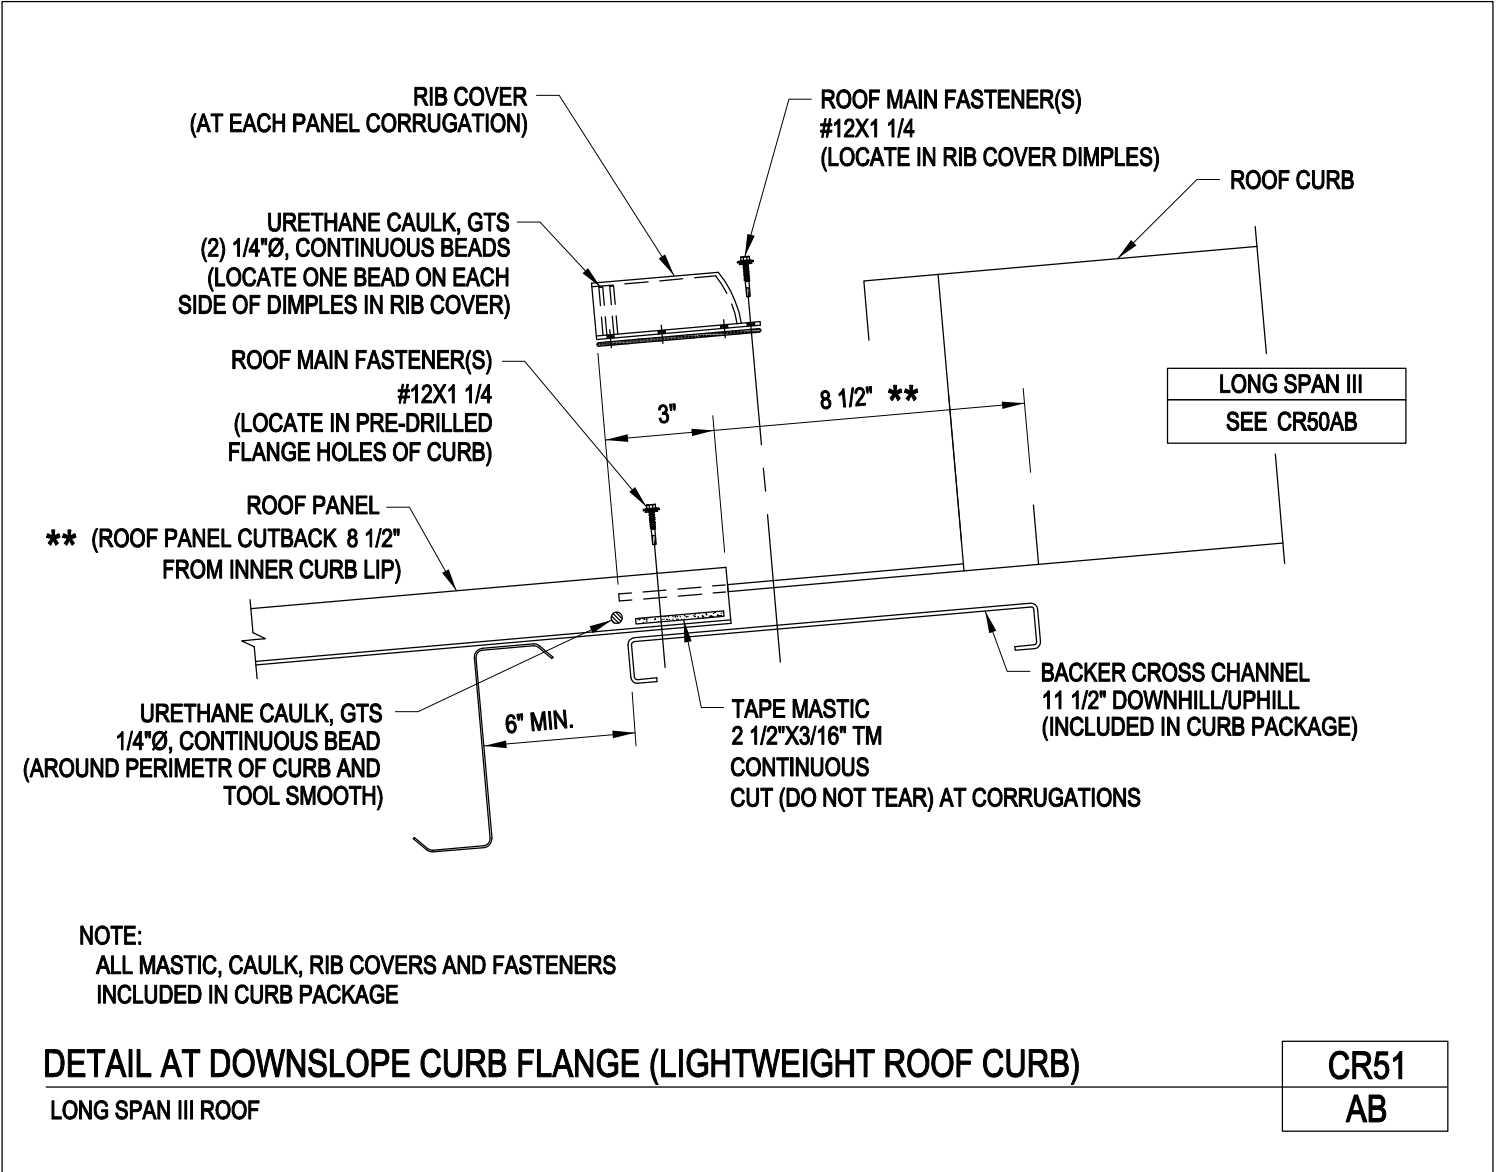 RIB COVER
(AT EACH PANEL CORRUGATION)
ROOF MAIN FASTENER(S)
#12X1 1/4
(LOCATE IN RIB COVER DIMPLES)
ROOF CURB
URETHANE CAULK, GTS
(2) 1/4"Ø, CONTINUOUS BEADS
(LOCATE ONE BEAD ON EACH
SIDE OF DIMPLES IN RIB COVER)
ROOF MAIN FASTENER(S)
#12X1 1/4
(LOCATE IN PRE-DRILLED
FLANGE HOLES OF CURB)
3"
8 1/2" **
LONG SPAN III
SEE CR50AB
ROOF PANEL
** (ROOF PANEL CUTBACK 8 1/2"
FROM INNER CURB LIP)
URETHANE CAULK, GTS
1/4"Ø, CONTINUOUS BEAD
(AROUND PERIMETR OF CURB AND
TOOL SMOOTH)
6" MIN.
TAPE MASTIC
2 1/2"X3/16" TM
CONTINUOUS
CUT (DO NOT TEAR) AT CORRUGATIONS
BACKER CROSS CHANNEL
11 1/2" DOWNHILL/UPHILL
(INCLUDED IN CURB PACKAGE)
NOTE:
ALL MASTIC, CAULK, RIB COVERS AND FASTENERS
INCLUDED IN CURB PACKAGE
DETAIL AT DOWNSLOPE CURB FLANGE (LIGHTWEIGHT ROOF CURB)
LONG SPAN III ROOF
CR51
AB